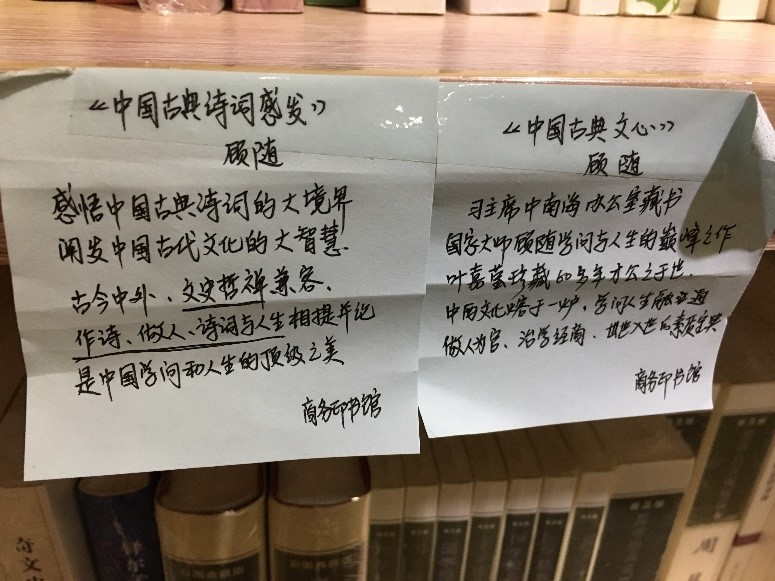 《中国古典诗词感发》
顾随
感悟中国古典诗词的大境界
开发中国古代文化的大智慧.
古今中外、文史哲禅兼容、
作诗、做人、诗词与人生相提并论
是中国学问和人生的顶级之美
商务印书馆
《中国古典文心》
顾随
习主席中南海办公室藏书
国家大师顾随学问与人生的巅峰之作
叶嘉莹珍藏60多年才公之于世.
中西文化熔于一炉、学问人生融会通
做人为官、治学经商、出世入世的素质宝典
商务印书馆
奇文